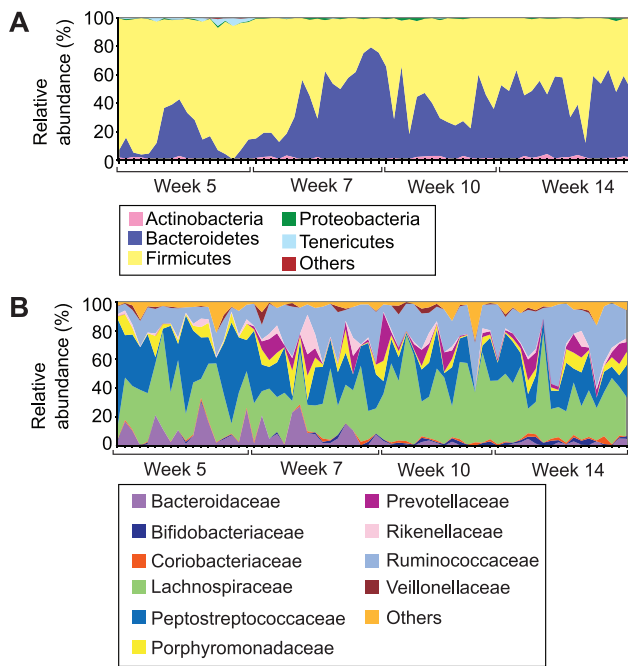 A
Relative
abundance (%)
100
80
60
40
20
0
Week 5
Week 7
Week 10
Week 14
Actinobacteria
Bacteroidetes
Firmicutes
Proteobacteria
Tenericutes
Others
B
Relative
abundance (%)
100
80
60
40
20
0
Week 5
Week 7
Week 10
Week 14
Bacteroidaceae
Bifidobacteriaceae
Coriobacteriaceae
Lachnospiraceae
Peptostreptococcaceae
Porphyromonadaceae
Prevotellaceae
Rikenellaceae
Ruminococcaceae
Veillonellaceae
Others